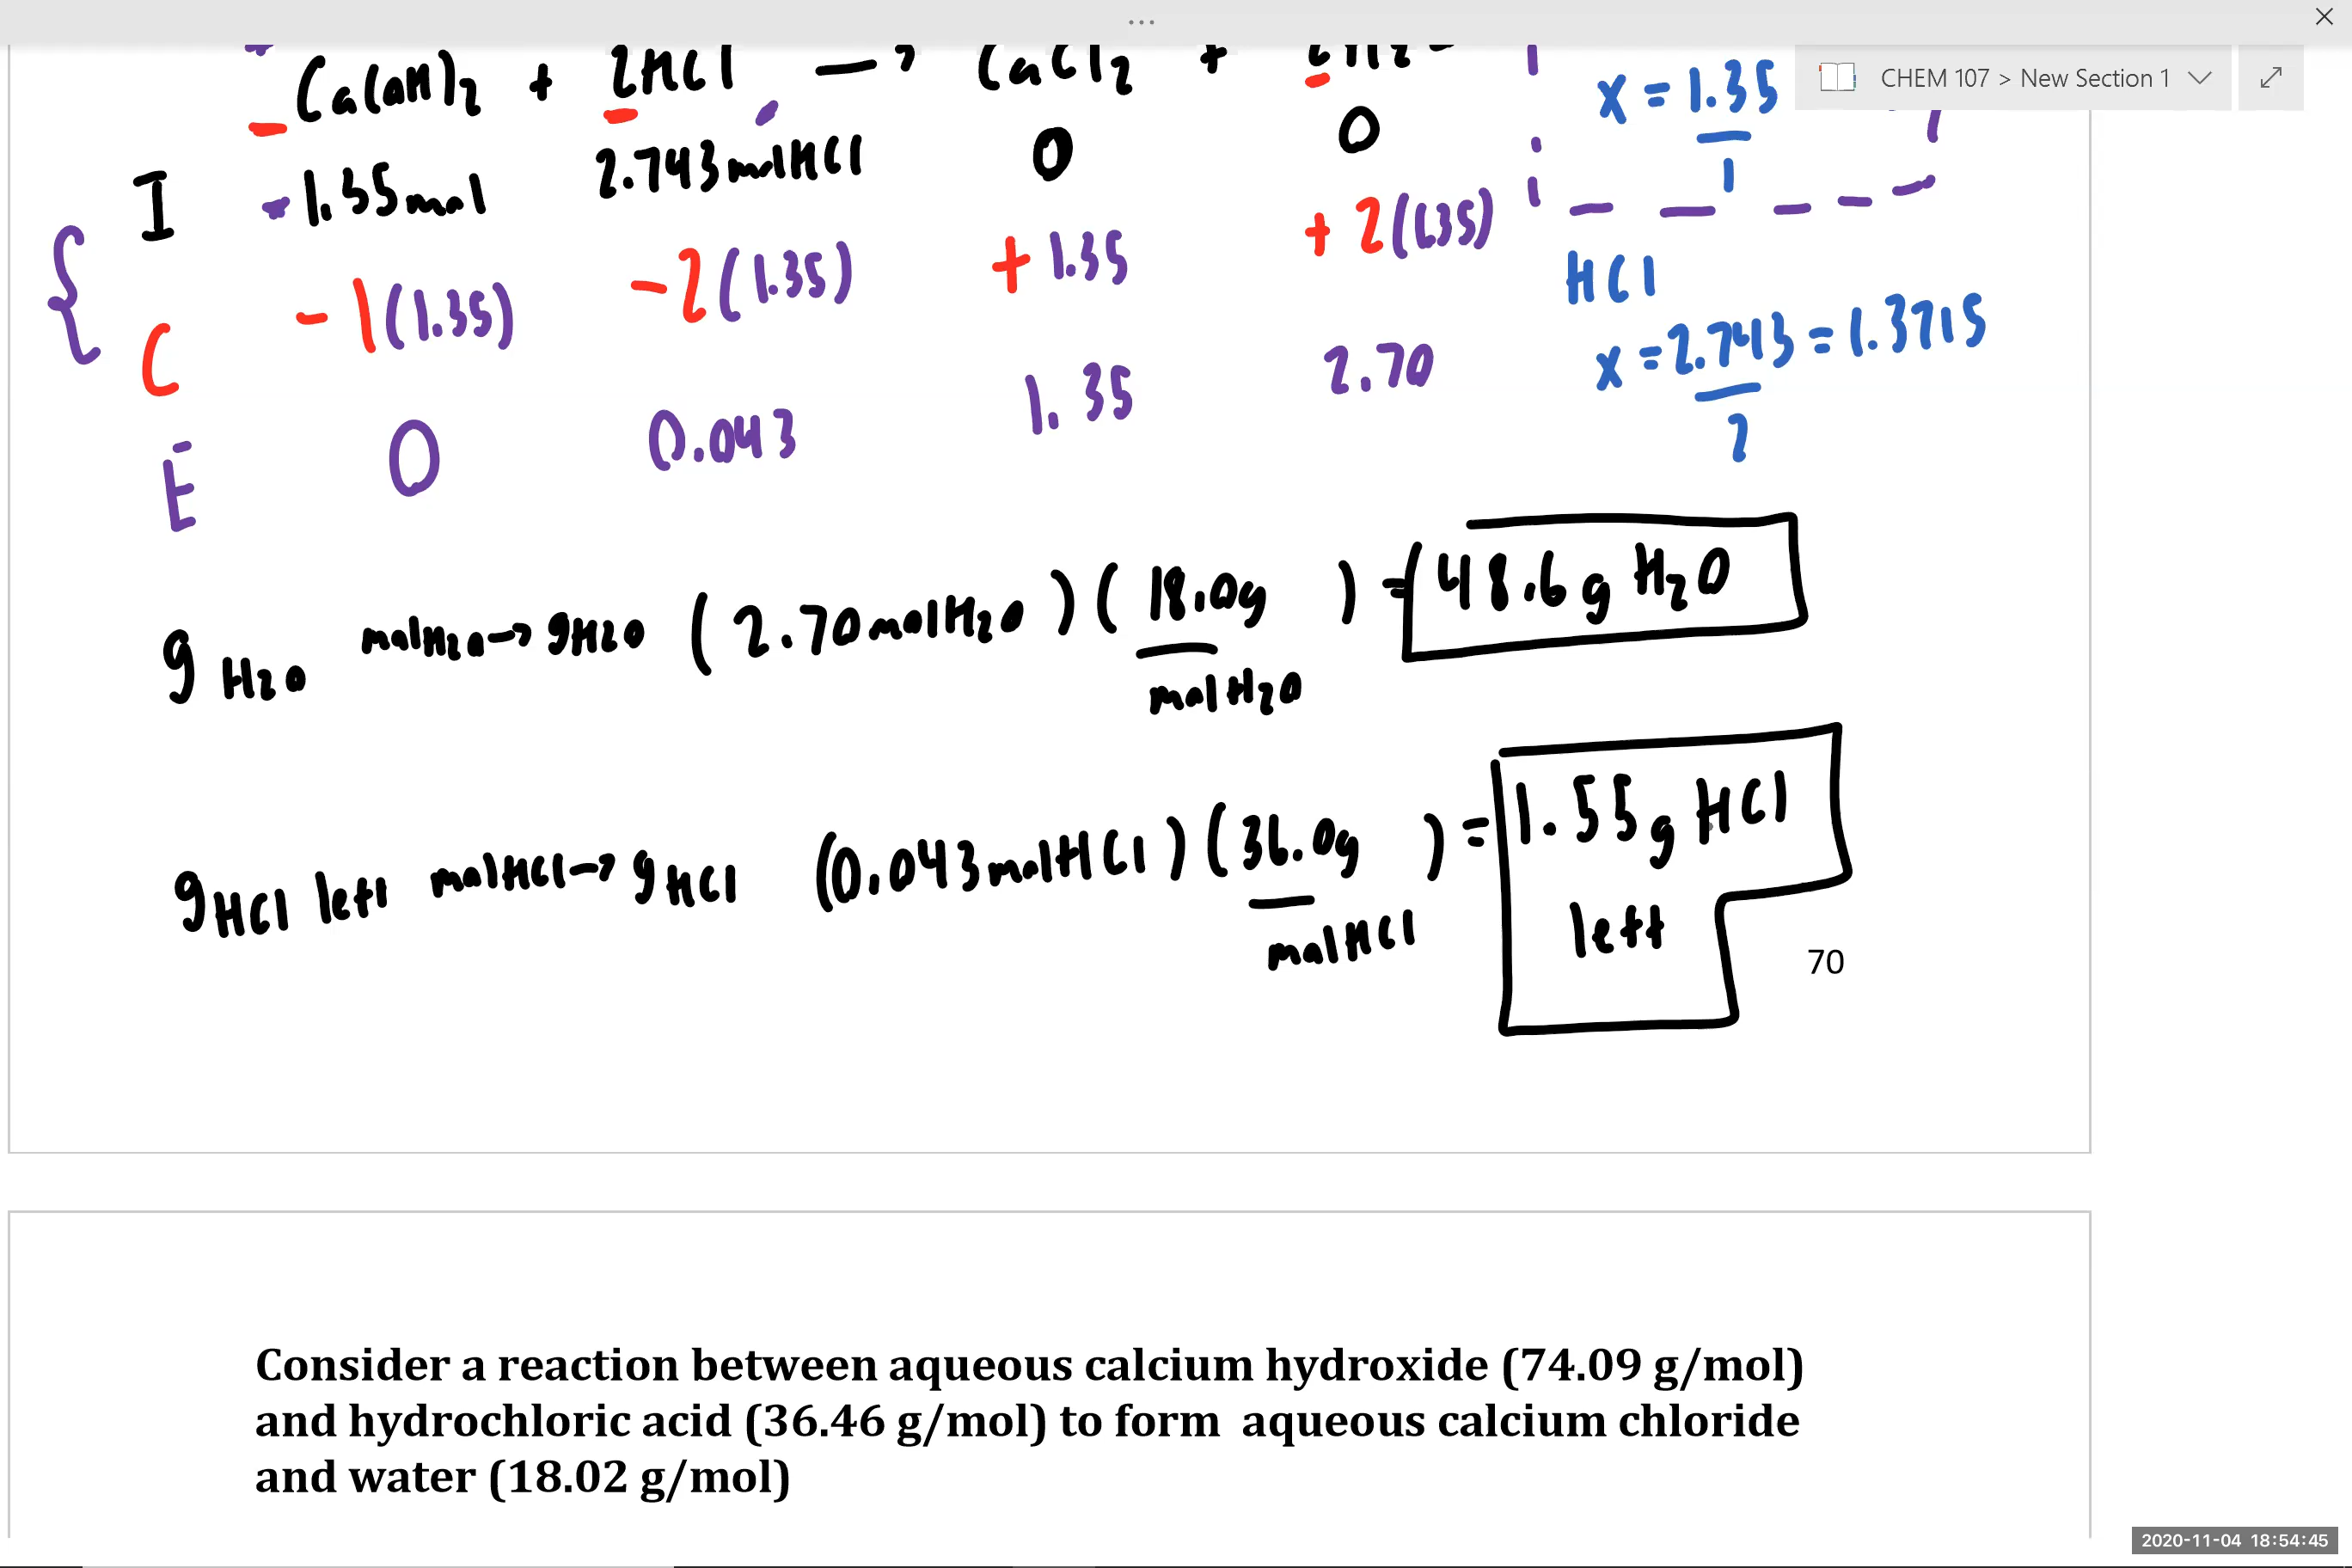 CHEM 107 > New Section 1
Ca(OH)2 + 2HCl → CaCl2 +
x = 1.35
1
I 1.35mol 2.743molHCl 0 0
C -1(1.35) -2(1.35) +1.35 +2(1.35)
HCl
x = 2.743 = 1.3715
2
E 0 0.043 1.35 2.70
gH2O molH2O → gH2O (2.70molH2O)(18.0g) = 48.6g H2O
molH2O
gHCl left molHCl → gHCl (0.043molHCl)(36.0g) = 1.55g HCl
molHCl
left
70
Consider a reaction between aqueous calcium hydroxide (74.09 g/mol)
and hydrochloric acid (36.46 g/mol) to form aqueous calcium chloride
and water (18.02 g/mol)
2020-11-04 18:54:45